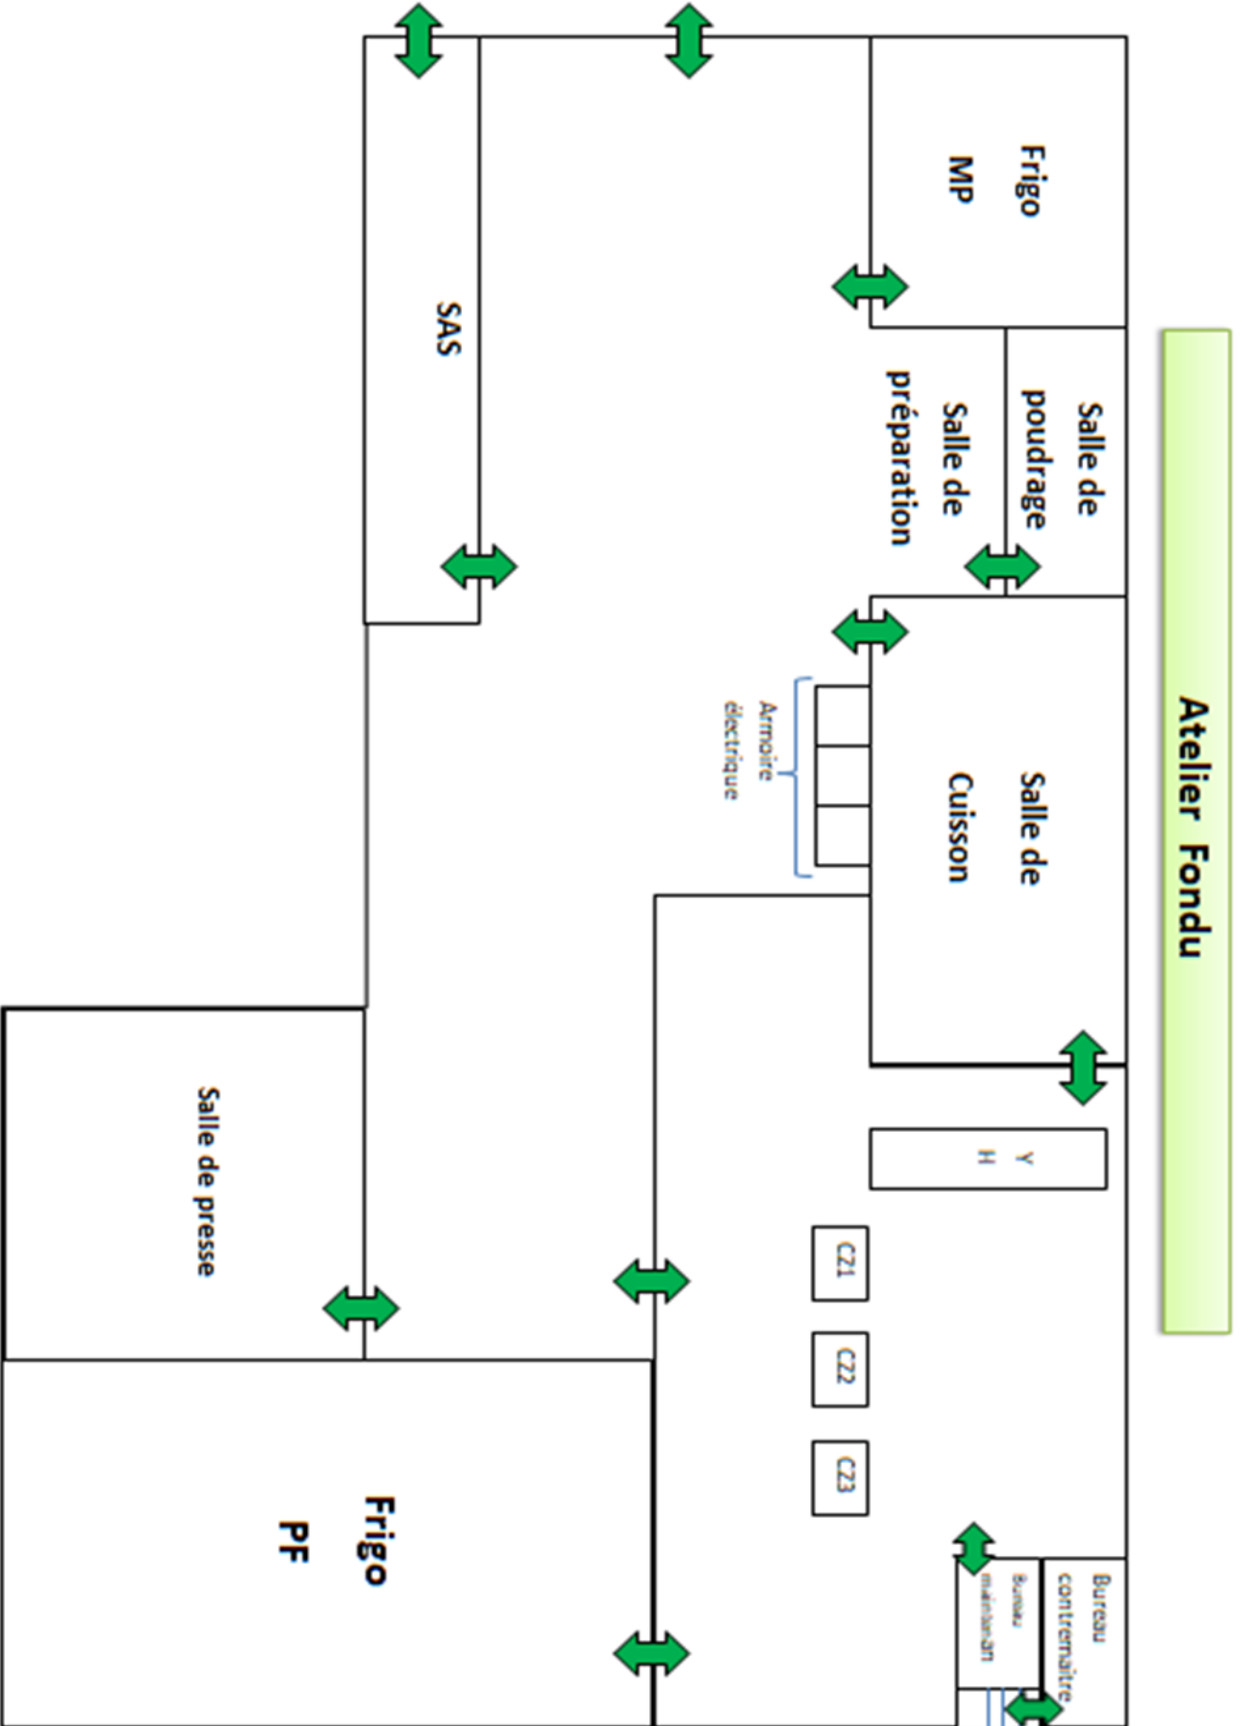 Atelier Fondu
Frigo
MP
Salle de
poudrage
Salle de
préparation
Salle de
Cuisson
Armoire
électrique
SAS
Y
H
CZ1
CZ2
CZ3
Bureau
contremaître
Bureau
maintenan
Salle de presse
Frigo
PF